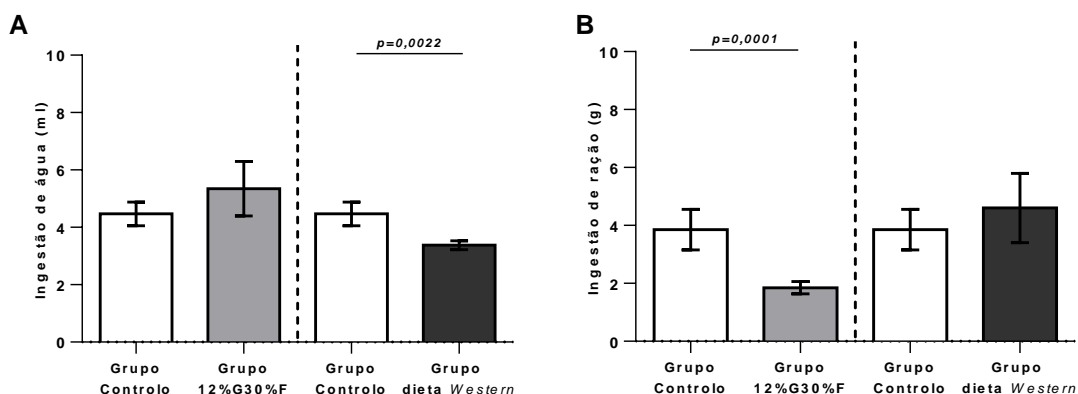 A
p=0,0022
Ingestão de água (ml)
10
8
6
4
2
0
Grupo Controlo
Grupo 12%G30%F
Grupo Controlo
Grupo dieta Western
B
p=0,0001
Ingestão de ração (g)
10
8
6
4
2
0
Grupo Controlo
Grupo 12%G30%F
Grupo Controlo
Grupo dieta Western